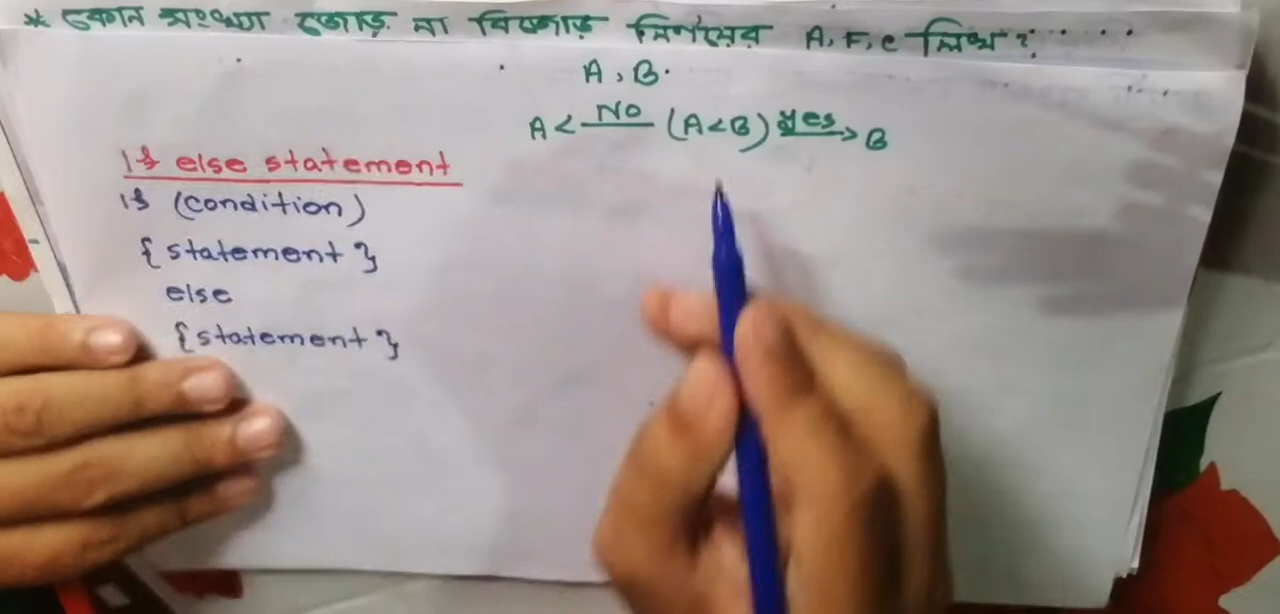 * কোন সংখ্যা জোড় না বিজোড় নির্ণয়ের A, F, C লিখ ?
A , B.
A < No (A<B) Yes > B
If else statement
if (condition)
{ statement }
else
{ statement }